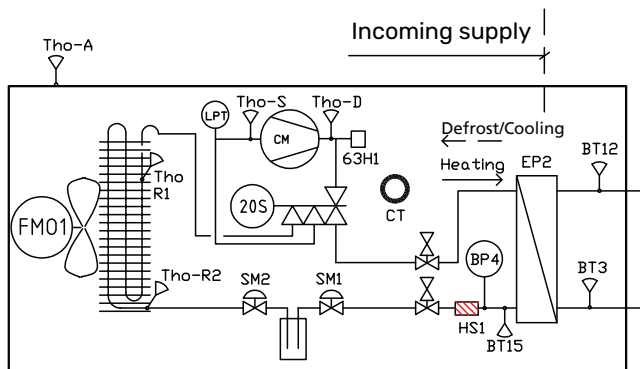 Incoming supply
Tho-A
Tho-S
Tho-D
LPT
CM
63H1
Defrost/Cooling
Heating
EP2
BT12
Tho
R1
20S
CT
FM01
Tho-R2
SM2
SM1
BP4
BT3
HS1
BT15